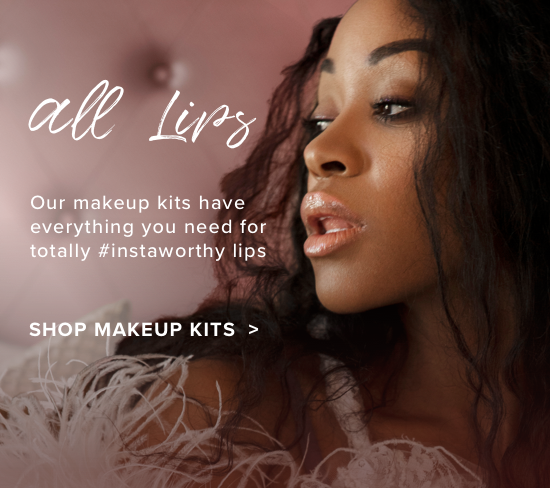 all Lips
Our makeup kits have
everything you need for
totally #instaworthy lips
SHOP MAKEUP KITS >